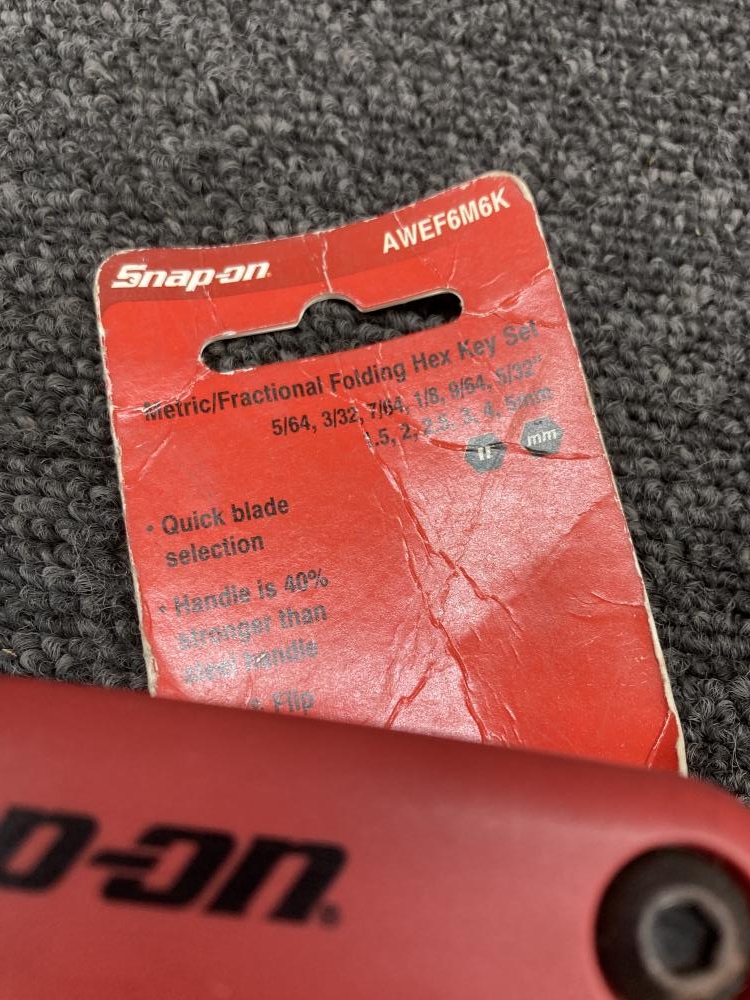 Snap-on
AWEF6M6K
Metric/Fractional Folding Hex Key Set
5/64, 3/32, 7/64, 1/8, 9/64, 5/32"
1.5, 2, 2.5, 3, 4, 5mm
mm
• Quick blade
selection
• Handle is 40%
stronger than
steel handle
& Flip
p-on